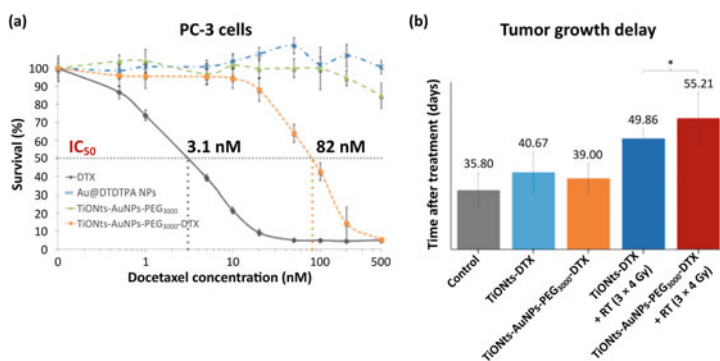 (a)
PC-3 cells
Survival (%)
100
90
80
70
60
50
40
30
20
10
0
IC50
3.1 nM
82 nM
DTX
Au@DTDTPA NPs
TiONts-AuNPs-PEG3000
TiONts-AuNPs-PEG3000-DTX
0
1
10
100
500
Docetaxel concentration (nM)
(b)
Tumor growth delay
Time after treatment (days)
35.80
40.67
39.00
49.86
*
55.21
Control
TiONts-DTX
TiONts-AuNPs-PEG3000-DTX
TiONts-DTX
+ RT (3 × 4 Gy)
TiONts-AuNPs-PEG3000-DTX
+ RT (3 × 4 Gy)